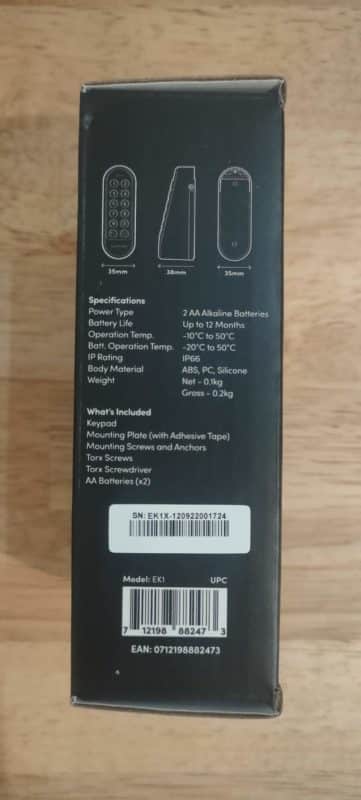 35mm 38mm 35mm
Specifications
Power Type 2 AA Alkaline Batteries
Battery Life Up to 12 Months
Operation Temp. -10°C to 50°C
Batt. Operation Temp. -20°C to 50°C
IP Rating IP66
Body Material ABS, PC, Silicone
Weight Net - 0.1kg
Gross - 0.2kg
What's Included
Keypad
Mounting Plate (with Adhesive Tape)
Mounting Screws and Anchors
Torx Screws
Torx Screwdriver
AA Batteries (x2)
SN: EK1X-120922001724
Model: EK1 UPC
7 12198 88247 3
EAN: 0712198882473